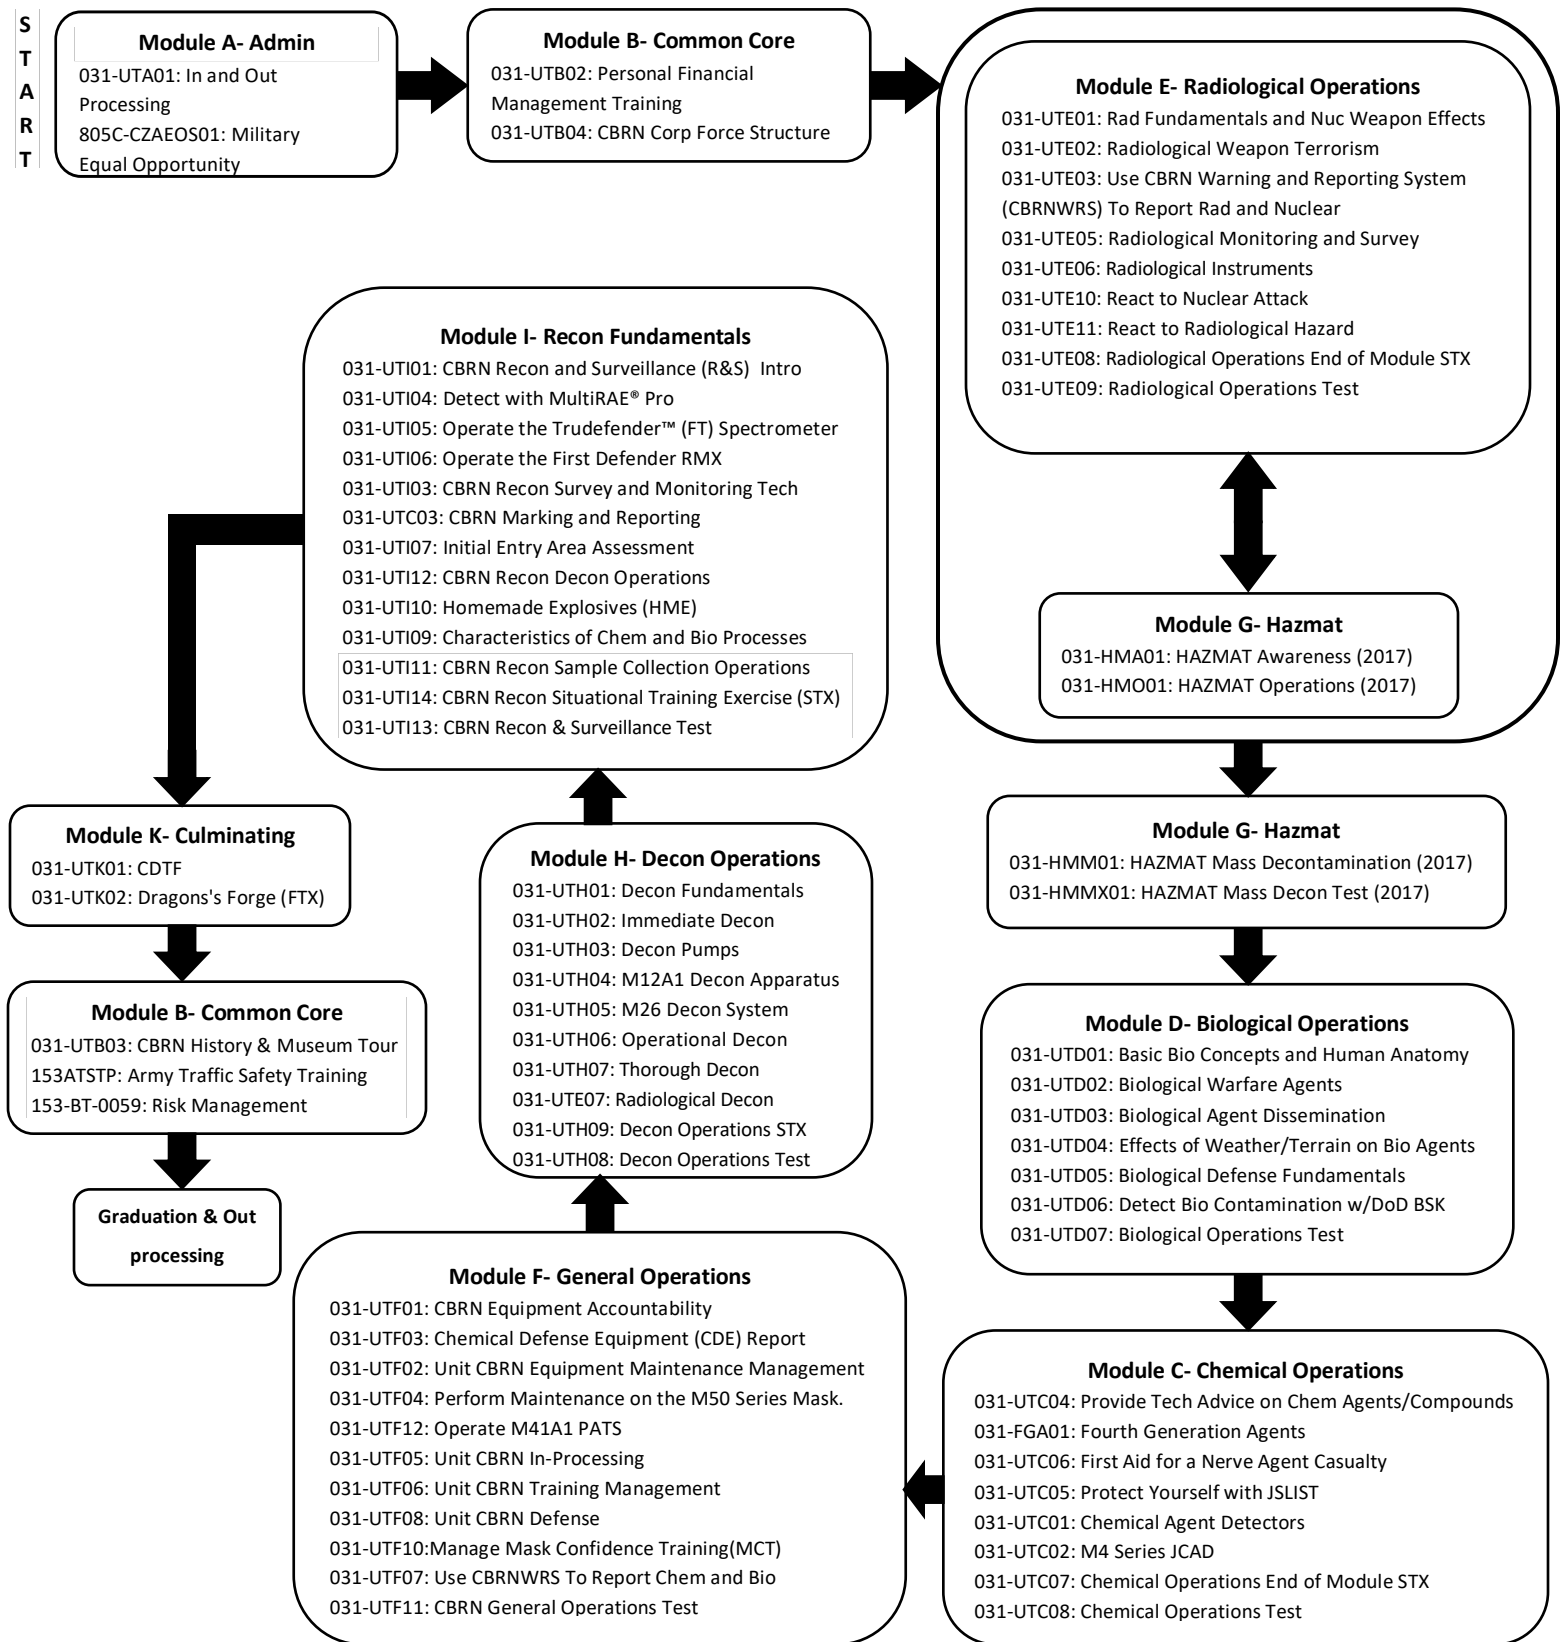 START
Module A- Admin
031-UTA01: In and Out
Processing
805C-CZAEOS01: Military
Equal Opportunity
Module B- Common Core
031-UTB02: Personal Financial
Management Training
031-UTB04: CBRN Corp Force Structure
Module E- Radiological Operations
031-UTE01: Rad Fundamentals and Nuc Weapon Effects
031-UTE02: Radiological Weapon Terrorism
031-UTE03: Use CBRN Warning and Reporting System
(CBRNWRS) To Report Rad and Nuclear
031-UTE05: Radiological Monitoring and Survey
031-UTE06: Radiological Instruments
031-UTE10: React to Nuclear Attack
031-UTE11: React to Radiological Hazard
031-UTE08: Radiological Operations End of Module STX
031-UTE09: Radiological Operations Test
Module G- Hazmat
031-HMA01: HAZMAT Awareness (2017)
031-HMO01: HAZMAT Operations (2017)
Module G- Hazmat
031-HMM01: HAZMAT Mass Decontamination (2017)
031-HMMX01: HAZMAT Mass Decon Test (2017)
Module D- Biological Operations
031-UTD01: Basic Bio Concepts and Human Anatomy
031-UTD02: Biological Warfare Agents
031-UTD03: Biological Agent Dissemination
031-UTD04: Effects of Weather/Terrain on Bio Agents
031-UTD05: Biological Defense Fundamentals
031-UTD06: Detect Bio Contamination w/DoD BSK
031-UTD07: Biological Operations Test
Module C- Chemical Operations
031-UTC04: Provide Tech Advice on Chem Agents/Compounds
031-FGA01: Fourth Generation Agents
031-UTC06: First Aid for a Nerve Agent Casualty
031-UTC05: Protect Yourself with JSLIST
031-UTC01: Chemical Agent Detectors
031-UTC02: M4 Series JCAD
031-UTC07: Chemical Operations End of Module STX
031-UTC08: Chemical Operations Test
Module F- General Operations
031-UTF01: CBRN Equipment Accountability
031-UTF03: Chemical Defense Equipment (CDE) Report
031-UTF02: Unit CBRN Equipment Maintenance Management
031-UTF04: Perform Maintenance on the M50 Series Mask.
031-UTF12: Operate M41A1 PATS
031-UTF05: Unit CBRN In-Processing
031-UTF06: Unit CBRN Training Management
031-UTF08: Unit CBRN Defense
031-UTF10:Manage Mask Confidence Training(MCT)
031-UTF07: Use CBRNWRS To Report Chem and Bio
031-UTF11: CBRN General Operations Test
Module H- Decon Operations
031-UTH01: Decon Fundamentals
031-UTH02: Immediate Decon
031-UTH03: Decon Pumps
031-UTH04: M12A1 Decon Apparatus
031-UTH05: M26 Decon System
031-UTH06: Operational Decon
031-UTH07: Thorough Decon
031-UTE07: Radiological Decon
031-UTH09: Decon Operations STX
031-UTH08: Decon Operations Test
Module I- Recon Fundamentals
031-UTI01: CBRN Recon and Surveillance (R&S) Intro
031-UTI04: Detect with MultiRAE® Pro
031-UTI05: Operate the Trudefender™ (FT) Spectrometer
031-UTI06: Operate the First Defender RMX
031-UTI03: CBRN Recon Survey and Monitoring Tech
031-UTC03: CBRN Marking and Reporting
031-UTI07: Initial Entry Area Assessment
031-UTI12: CBRN Recon Decon Operations
031-UTI10: Homemade Explosives (HME)
031-UTI09: Characteristics of Chem and Bio Processes
031-UTI11: CBRN Recon Sample Collection Operations
031-UTI14: CBRN Recon Situational Training Exercise (STX)
031-UTI13: CBRN Recon & Surveillance Test
Module K- Culminating
031-UTK01: CDTF
031-UTK02: Dragons's Forge (FTX)
Module B- Common Core
031-UTB03: CBRN History & Museum Tour
153ATSTP: Army Traffic Safety Training
153-BT-0059: Risk Management
Graduation & Out
processing